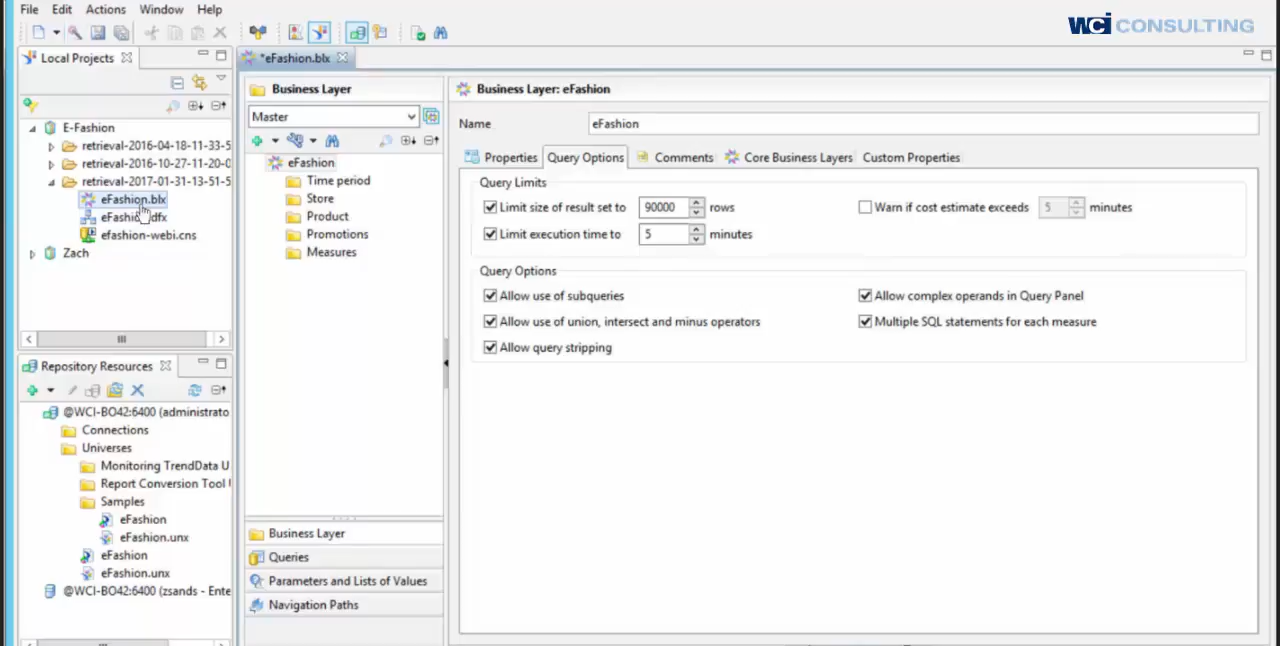 File Edit Actions Window Help
WCI CONSULTING
Local Projects
E-Fashion
retrieval-2016-04-18-11-33-5
retrieval-2016-10-27-11-20-0
retrieval-2017-01-31-13-51-5
eFashion.blx
eFashion.dfx
efashion-webi.cns
Zach
Repository Resources
@WCI-BO42:6400 (administrato
Connections
Universes
Monitoring TrendData U
Report Conversion Tool
Samples
eFashion
eFashion.unx
eFashion
eFashion.unx
@WCI-BO42:6400 (zsands - Ente
*eFashion.blx
Business Layer
Master
eFashion
Time period
Store
Product
Promotions
Measures
Business Layer
Queries
Parameters and Lists of Values
Navigation Paths
Business Layer: eFashion
Name eFashion
Properties Query Options Comments Core Business Layers Custom Properties
Query Limits
Limit size of result set to 90000 rows Warn if cost estimate exceeds 5 minutes
Limit execution time to 5 minutes
Query Options
Allow use of subqueries Allow complex operands in Query Panel
Allow use of union, intersect and minus operators Multiple SQL statements for each measure
Allow query stripping